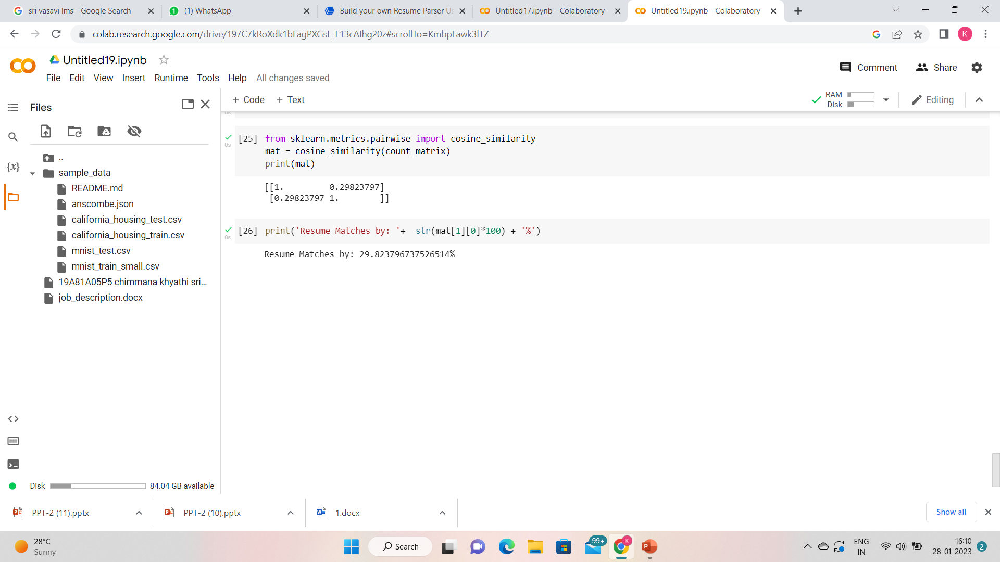 sri vasavi lms - Google Search
(1) WhatsApp
Build your own Resume Parser Us
Untitled17.ipynb - Colaboratory
Untitled19.ipynb - Colaboratory
colab.research.google.com/drive/197C7kRoXdk1bFagPXGsL_L13cAIhg20z#scrollTo=KmbpFawk3lTZ
K
Untitled19.ipynb
Comment
Share
File Edit View Insert Runtime Tools Help All changes saved
Files
+ Code + Text
RAM
Disk
Editing
0s
[25] from sklearn.metrics.pairwise import cosine_similarity
0s
mat = cosine_similarity(count_matrix)
print(mat)
[[1. 0.29823797]
[0.29823797 1. ]]
[26] print('Resume Matches by: '+ str(mat[1][0]*100) + '%')
0s
Resume Matches by: 29.823796737526514%
{x}
..
sample_data
README.md
anscombe.json
california_housing_test.csv
california_housing_train.csv
mnist_test.csv
mnist_train_small.csv
19A81A05P5 chimmana khyathi sri...
job_description.docx
Disk 84.04 GB available
PPT-2 (11).pptx
PPT-2 (10).pptx
1.docx
Show all
28°C
Sunny
Search
99+
K
ENG
IN
16:10
28-01-2023
2